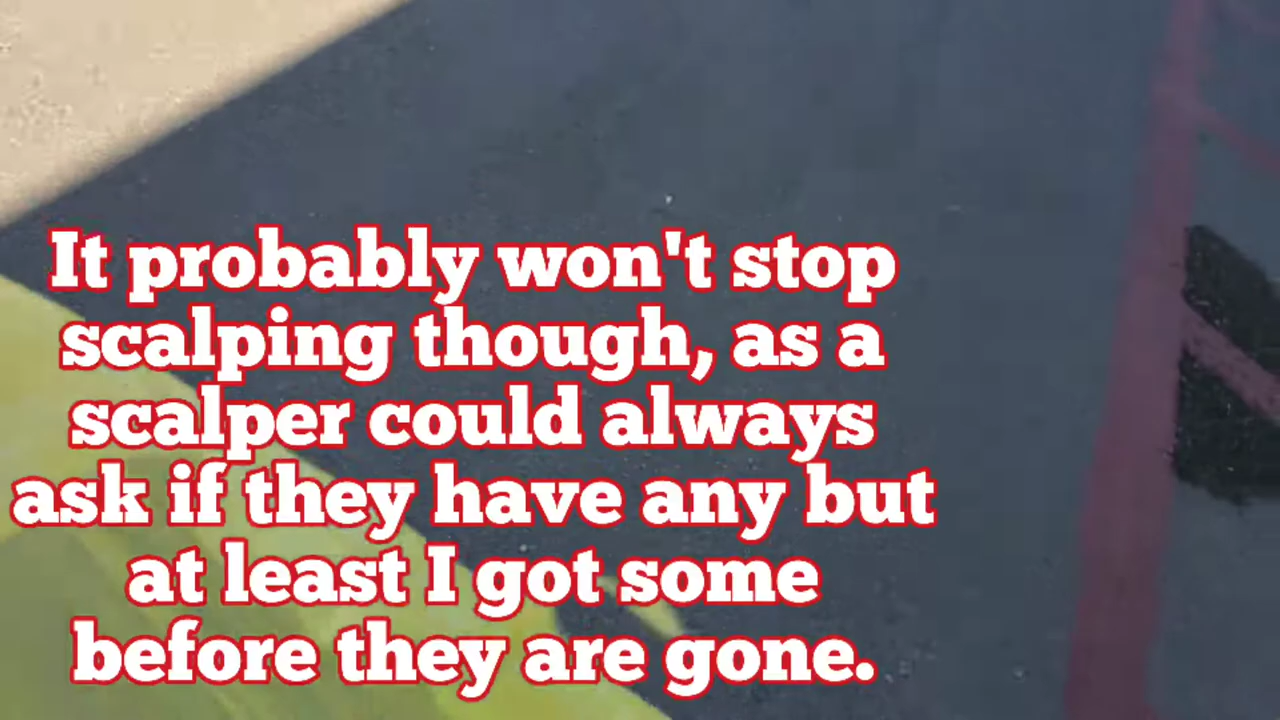 It probably won't stop
scalping though, as a
scalper could always
ask if they have any but
at least I got some
before they are gone.